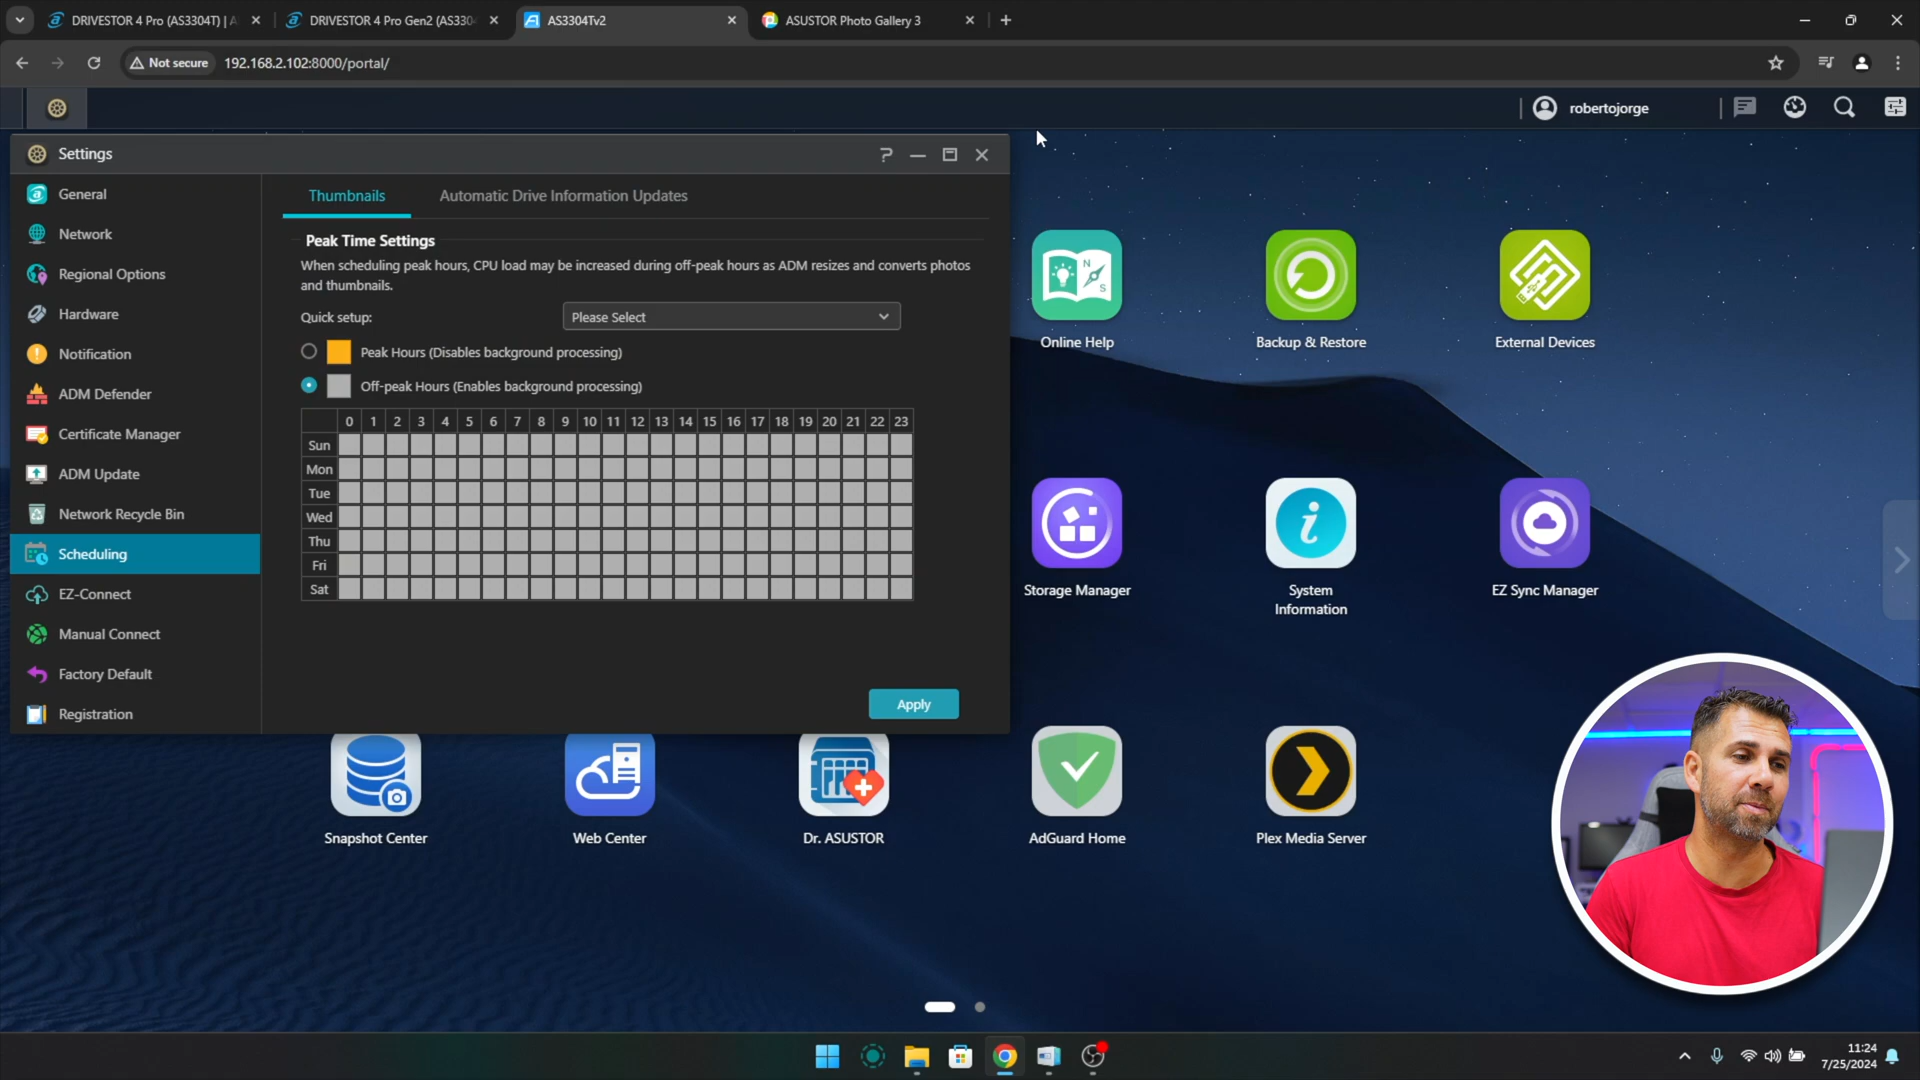 DRIVESTOR 4 Pro (AS3304T) | A
DRIVESTOR 4 Pro Gen2 (AS330
AS3304Tv2
ASUSTOR Photo Gallery 3
Not secure
192.168.2.102:8000/portal/
robertojorge
Settings
General
Network
Regional Options
Hardware
Notification
ADM Defender
Certificate Manager
ADM Update
Network Recycle Bin
Scheduling
EZ-Connect
Manual Connect
Factory Default
Registration
Thumbnails
Automatic Drive Information Updates
Peak Time Settings
When scheduling peak hours, CPU load may be increased during off-peak hours as ADM resizes and converts photos
and thumbnails.
Quick setup:
Please Select
Peak Hours (Disables background processing)
Off-peak Hours (Enables background processing)
0 1 2 3 4 5 6 7 8 9 10 11 12 13 14 15 16 17 18 19 20 21 22 23
Sun
Mon
Tue
Wed
Thu
Fri
Sat
Apply
N
S
Online Help
Backup & Restore
External Devices
Storage Manager
System
Information
EZ Sync Manager
Snapshot Center
Web Center
Dr. ASUSTOR
AdGuard Home
Plex Media Server
11:24
7/25/2024